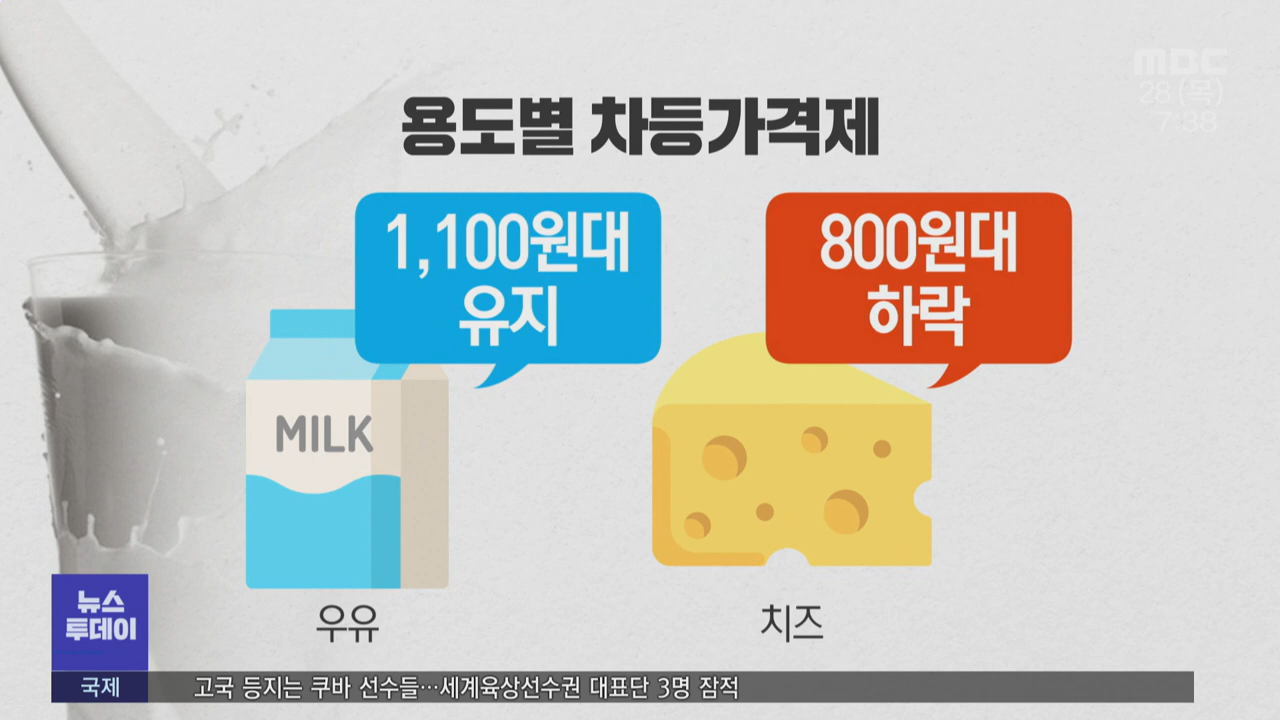 MBC
28(목)
7:38
용도별 차등가격제
1,100원대
유지
800원대
하락
MILK
우유
치즈
뉴스
투데이
국제
고국 등지는 쿠바 선수들…세계육상선수권 대표단 3명 잠적